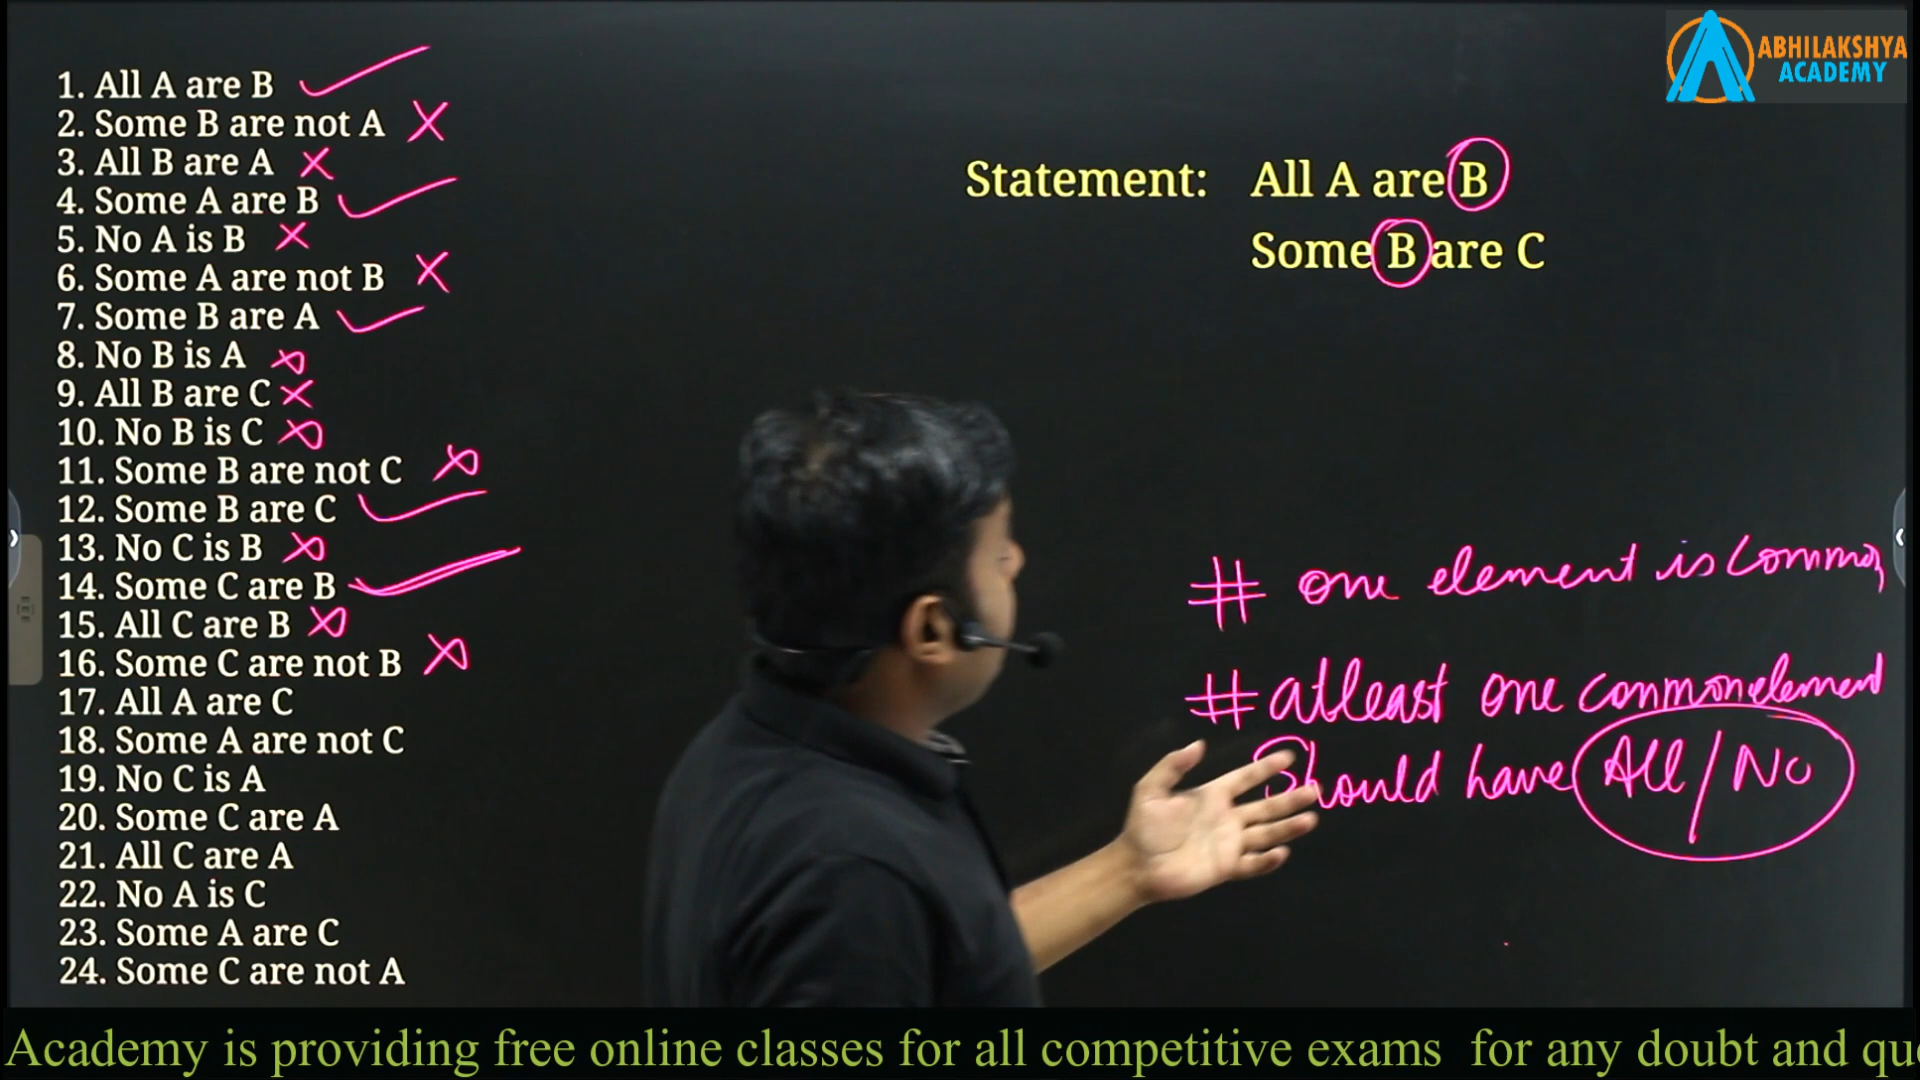 ABHILAKSHYA
ACADEMY
1. All A are B
2. Some B are not A
3. All B are A
4. Some A are B
5. No A is B
6. Some A are not B
7. Some B are A
8. No B is A
9. All B are C
10. No B is C
11. Some B are not C
12. Some B are C
13. No C is B
14. Some C are B
15. All C are B
16. Some C are not B
17. All A are C
18. Some A are not C
19. No C is A
20. Some C are A
21. All C are A
22. No A is C
23. Some A are C
24. Some C are not A
Statement: All A are B
Some B are C
# one element is common
# atleast one common element
Should have All/No
Academy is providing free online classes for all competitive exams for any doubt and qu